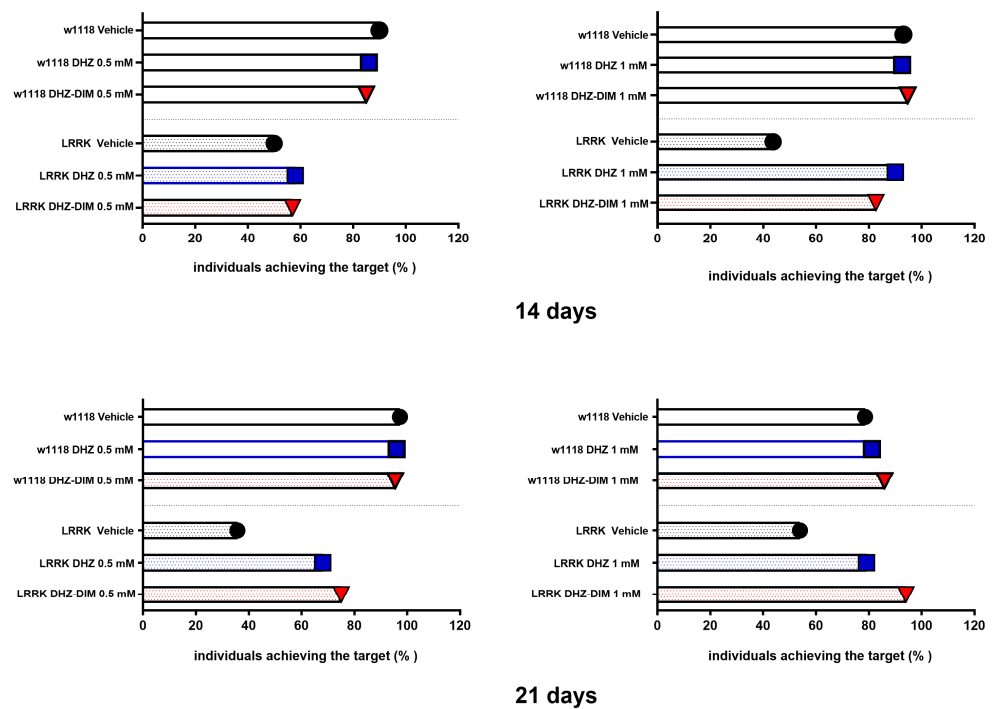 w1118 Vehicle
w1118 DHZ 0.5 mM
w1118 DHZ-DIM 0.5 mM
LRRK Vehicle
LRRK DHZ 0.5 mM
LRRK DHZ-DIM 0.5 mM
0 20 40 60 80 100 120
individuals achieving the target (% )
w1118 Vehicle
w1118 DHZ 1 mM
w1118 DHZ-DIM 1 mM
LRRK Vehicle
LRRK DHZ 1 mM
LRRK DHZ-DIM 1 mM
0 20 40 60 80 100 120
individuals achieving the target (% )
14 days
w1118 Vehicle
w1118 DHZ 0.5 mM
w1118 DHZ-DIM 0.5 mM
LRRK Vehicle
LRRK DHZ 0.5 mM
LRRK DHZ-DIM 0.5 mM
0 20 40 60 80 100 120
individuals achieving the target (% )
w1118 Vehicle
w1118 DHZ 1 mM
w1118 DHZ-DIM 1 mM
LRRK Vehicle
LRRK DHZ 1 mM
LRRK DHZ-DIM 1 mM
0 20 40 60 80 100 120
individuals achieving the target (% )
21 days